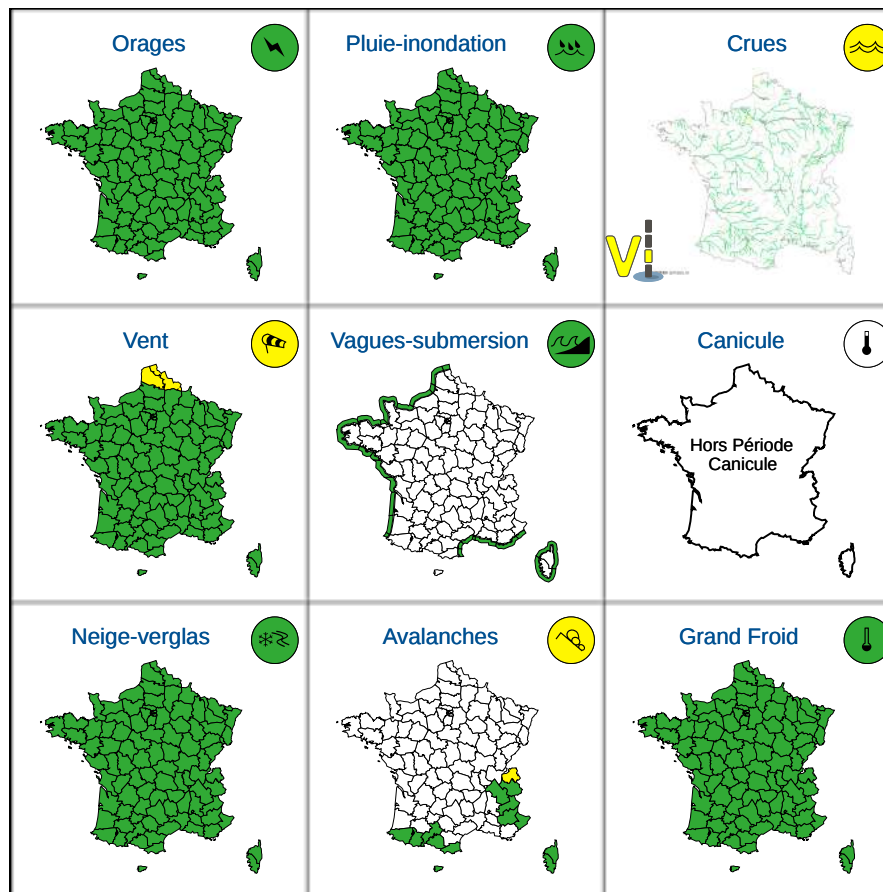 Orages
Pluie-inondation
Crues
Vent
Vagues-submersion
Canicule
Hors Période
Canicule
Neige-verglas
Avalanches
Grand Froid